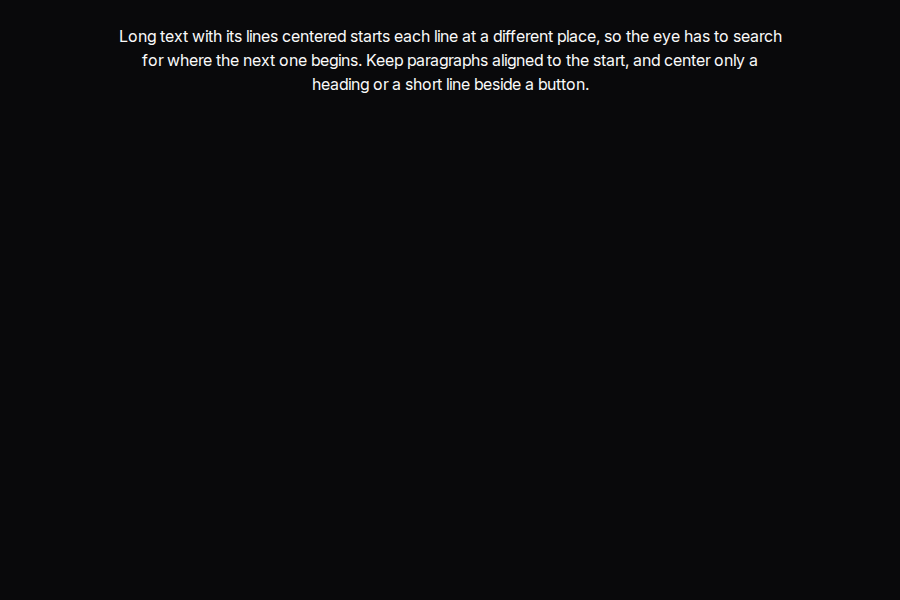 Long text with its lines centered starts each line at a different place, so the eye has to search
for where the next one begins. Keep paragraphs aligned to the start, and center only a
heading or a short line beside a button.